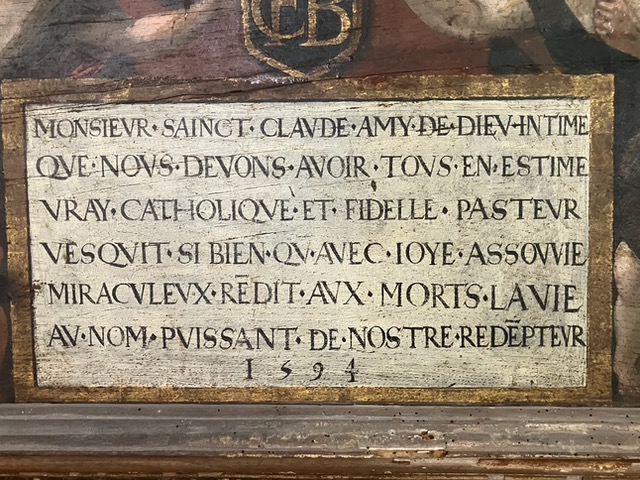 MONSIEVR · SAINCT · CLAVDE · AMY · DE · DIEV · INTIME
QVE · NOVS · DEVONS · AVOIR · TOVS · EN · ESTIME
VRAY · CATHOLIQVE · ET · FIDELLE · PASTEVR
VESQVIT · SI BIEN · QV · AVEC · IOYE · ASSOVVIE
MIRACVLEVX · RĒDIT · AVX · MORTS · LA VIE
AV · NOM · PVISSANT · DE · NOSTRE · REDĒPTEVR
1594